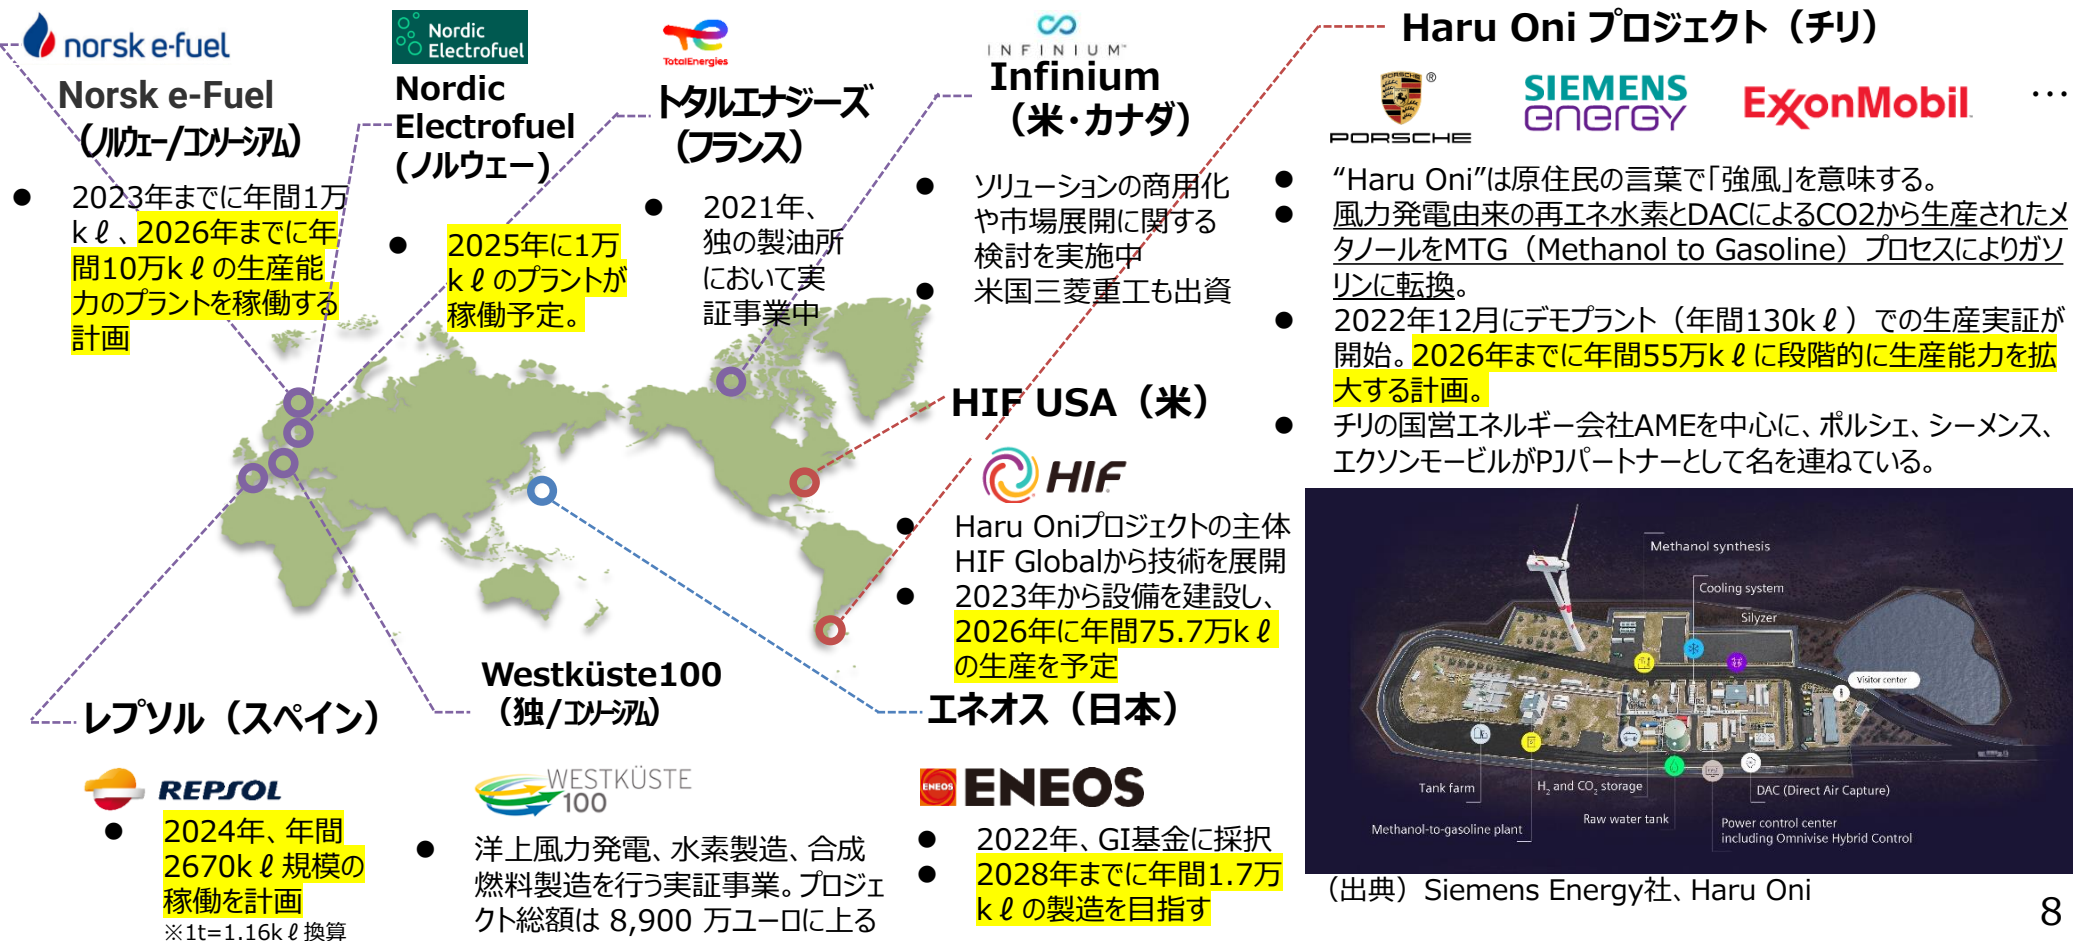 norsk e-fuel
Norsk e-Fuel
（ノルウェー/コンソーシアム）
● 2023年までに年間1万
kℓ、2026年までに年
間10万kℓの生産能
力のプラントを稼働する
計画
Nordic
Electrofuel
Nordic
Electrofuel
(ノルウェー)
● 2025年に1万
kℓのプラントが
稼働予定。
TotalEnergies
トタルエナジーズ
（フランス）
● 2021年、
独の製油所
において実
証事業中
INFINIUM™
Infinium
（米・カナダ）
● ソリューションの商用化
や市場展開に関する
検討を実施中
● 米国三菱重工も出資
Haru Oni プロジェクト（チリ）
PORSCHE
®
PORSCHE
SIEMENS
energy
ExxonMobil
…
● “Haru Oni”は原住民の言葉で「強風」を意味する。
● 風力発電由来の再エネ水素とDACによるCO2から生産されたメ
タノールをMTG（Methanol to Gasoline）プロセスによりガソ
リンに転換。
● 2022年12月にデモプラント（年間130kℓ）での生産実証が
開始。2026年までに年間55万kℓに段階的に生産能力を拡
大する計画。
● チリの国営エネルギー会社AMEを中心に、ポルシェ、シーメンス、
エクソンモービルがPJパートナーとして名を連ねている。
HIF USA（米）
HIF
● Haru Oniプロジェクトの主体
HIF Globalから技術を展開
● 2023年から設備を建設し、
2026年に年間75.7万kℓ
の生産を予定
レプソル（スペイン）
REPSOL
● 2024年、年間
2670kℓ規模の
稼働を計画
※1t=1.16kℓ換算
Westküste100
（独/コンソーシアム）
WESTKÜSTE
100
● 洋上風力発電、水素製造、合成
燃料製造を行う実証事業。プロジェ
クト総額は 8,900 万ユーロに上る
エネオス（日本）
ENEOS
ENEOS
● 2022年、GI基金に採択
● 2028年までに年間1.7万
kℓの製造を目指す
Methanol synthesis
Cooling system
Silyzer
Visitor center
Tank farm
H2 and CO2 storage
DAC (Direct Air Capture)
Methanol-to-gasoline plant
Raw water tank
Power control center
including Omnivise Hybrid Control
（出典）Siemens Energy社、Haru Oni
8